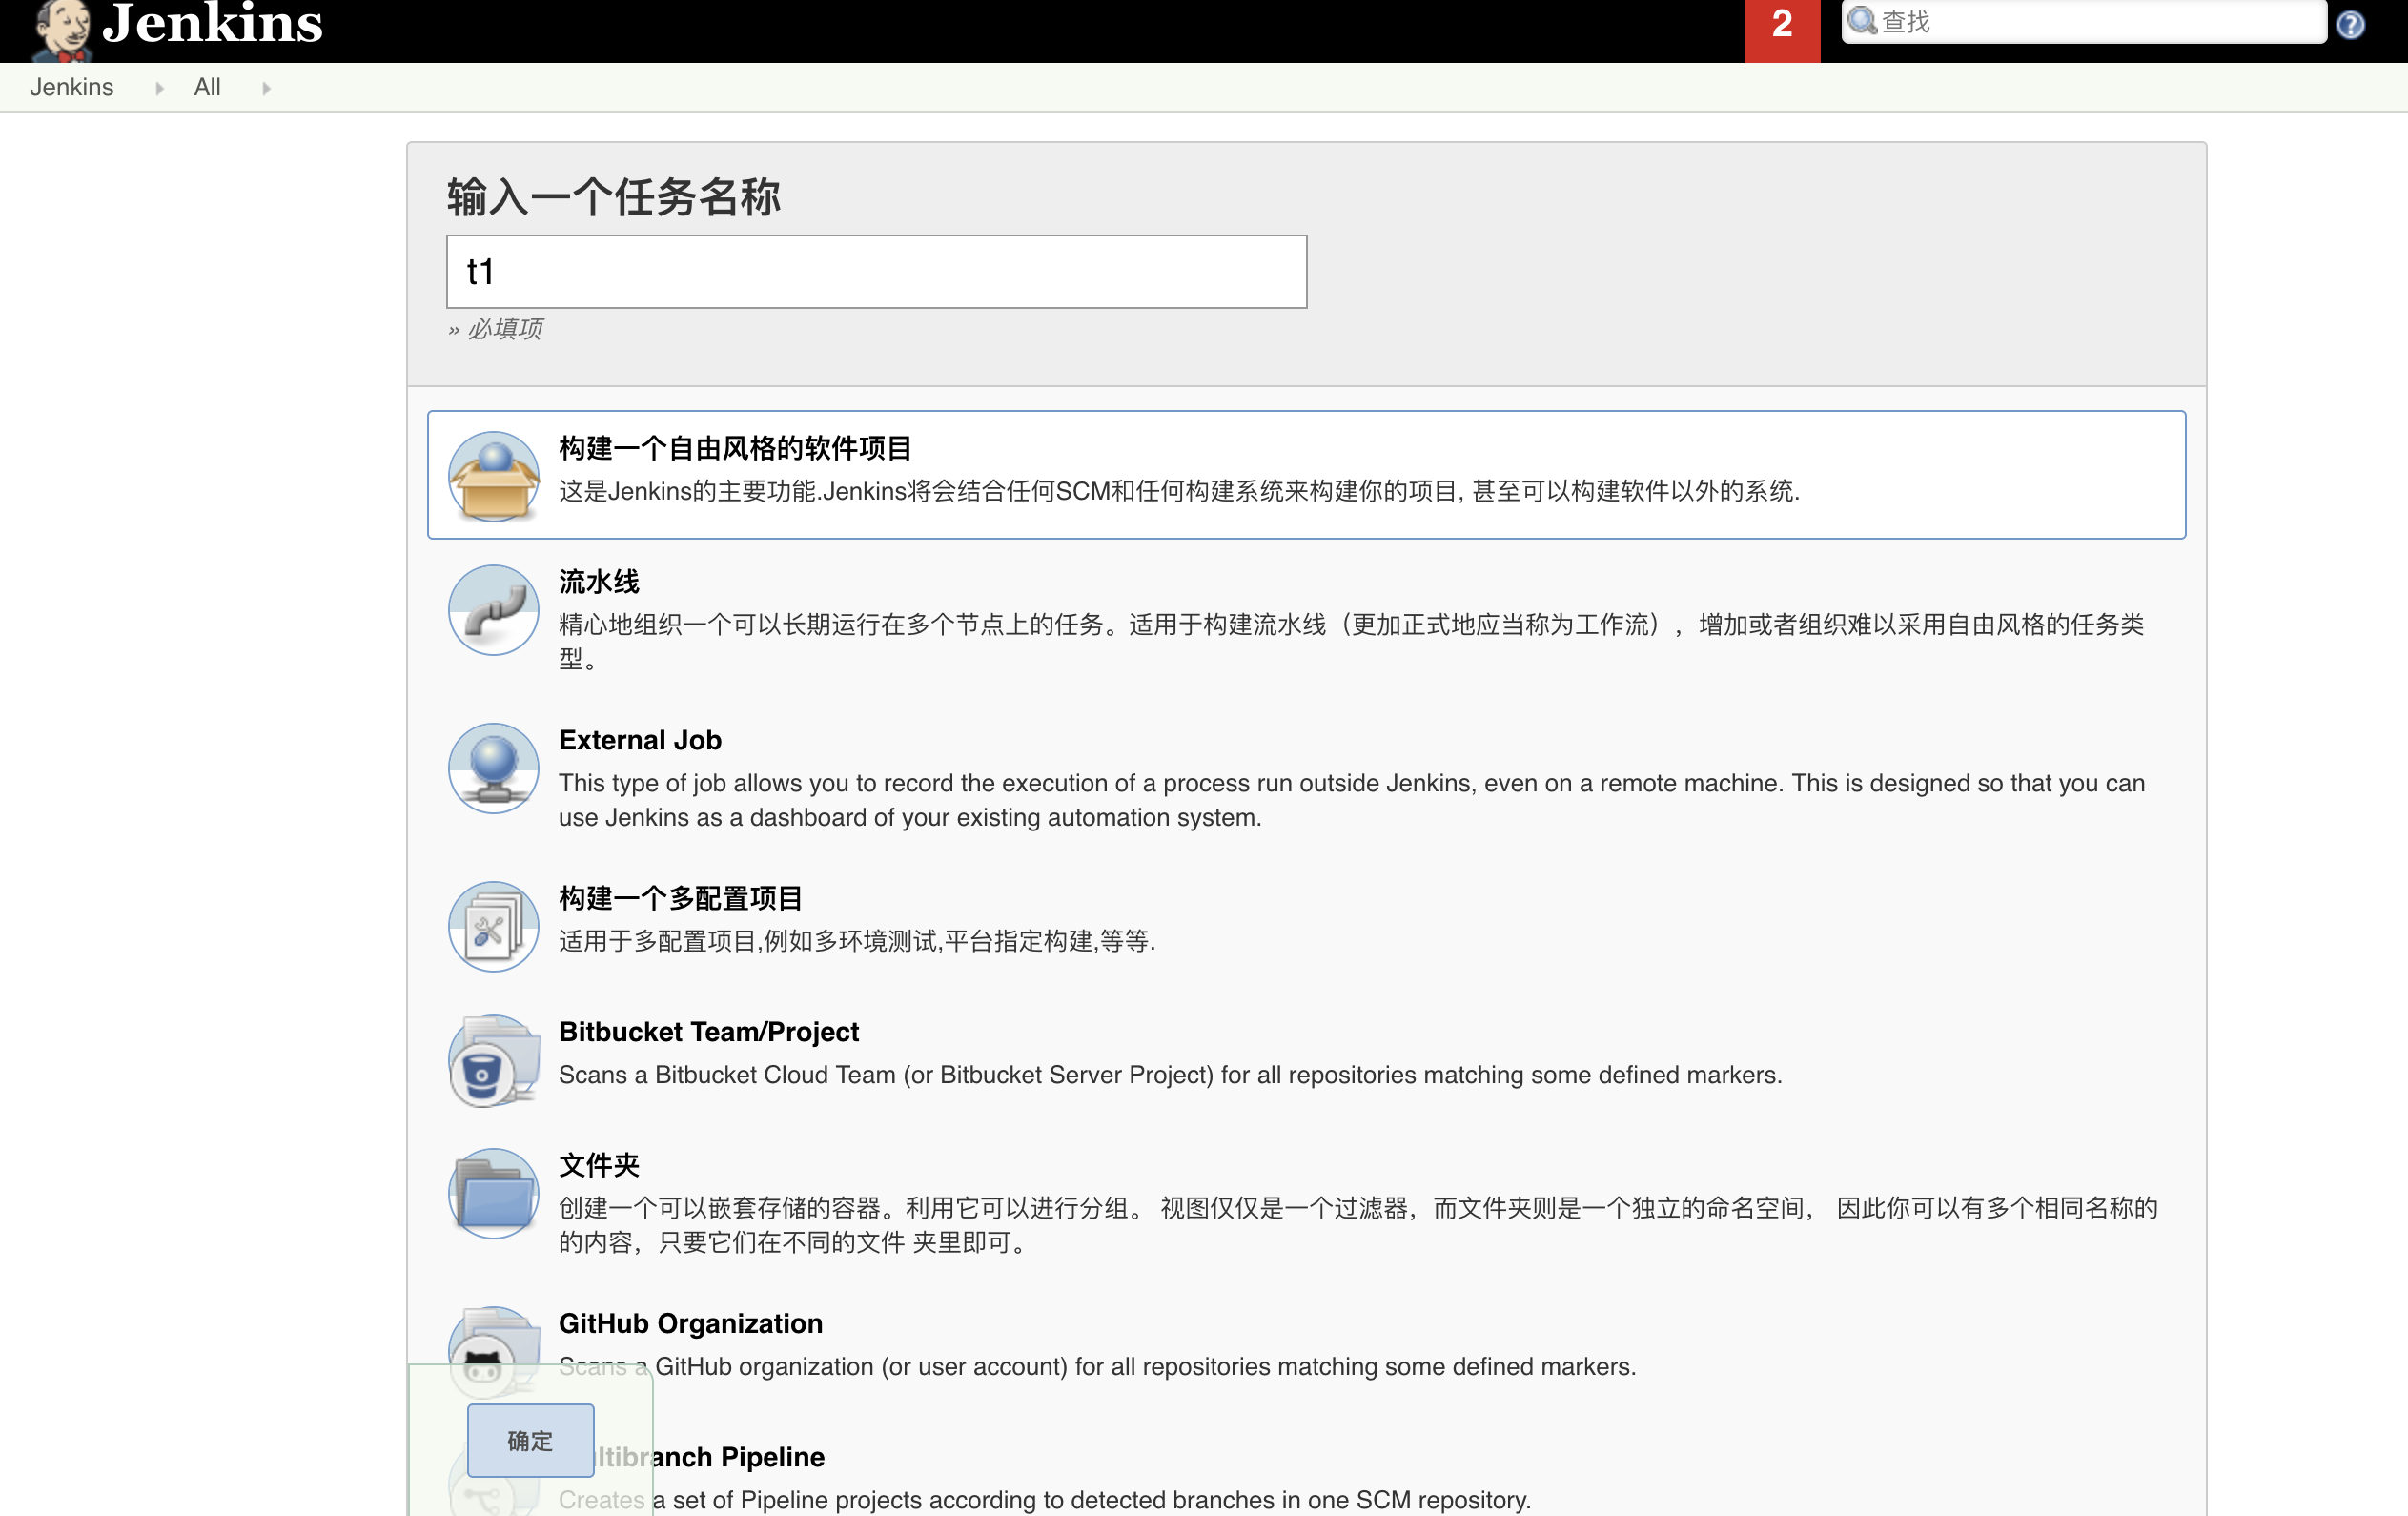 Jenkins
2
查找
Jenkins
All
输入一个任务名称
t1
» 必填项
构建一个自由风格的软件项目
这是Jenkins的主要功能.Jenkins将会结合任何SCM和任何构建系统来构建你的项目, 甚至可以构建软件以外的系统.
流水线
精心地组织一个可以长期运行在多个节点上的任务。适用于构建流水线（更加正式地应当称为工作流），增加或者组织难以采用自由风格的任务类
型。
External Job
This type of job allows you to record the execution of a process run outside Jenkins, even on a remote machine. This is designed so that you can
use Jenkins as a dashboard of your existing automation system.
构建一个多配置项目
适用于多配置项目,例如多环境测试,平台指定构建,等等.
Bitbucket Team/Project
Scans a Bitbucket Cloud Team (or Bitbucket Server Project) for all repositories matching some defined markers.
文件夹
创建一个可以嵌套存储的容器。利用它可以进行分组。 视图仅仅是一个过滤器，而文件夹则是一个独立的命名空间， 因此你可以有多个相同名称的
的内容，只要它们在不同的文件 夹里即可。
GitHub Organization
Scans a GitHub organization (or user account) for all repositories matching some defined markers.
确定
ltibranch Pipeline
Creates a set of Pipeline projects according to detected branches in one SCM repository.